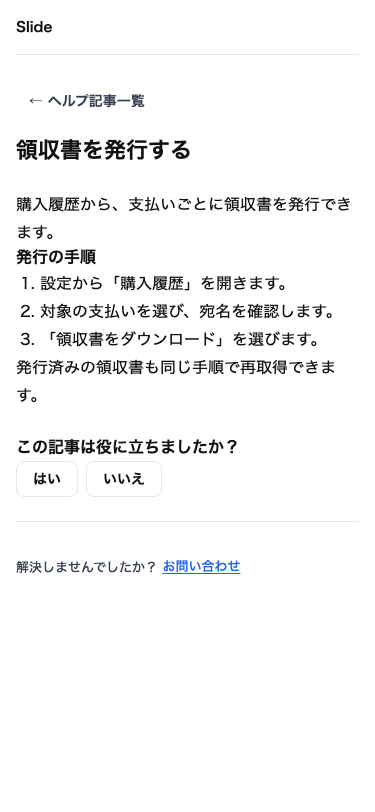 Slide
← ヘルプ記事一覧
領収書を発行する
購入履歴から、支払いごとに領収書を発行でき
ます。
発行の手順
1. 設定から「購入履歴」を開きます。
2. 対象の支払いを選び、宛名を確認します。
3. 「領収書をダウンロード」を選びます。
発行済みの領収書も同じ手順で再取得できま
す。
この記事は役に立ちましたか？
はい いいえ
解決しませんでしたか？ お問い合わせ